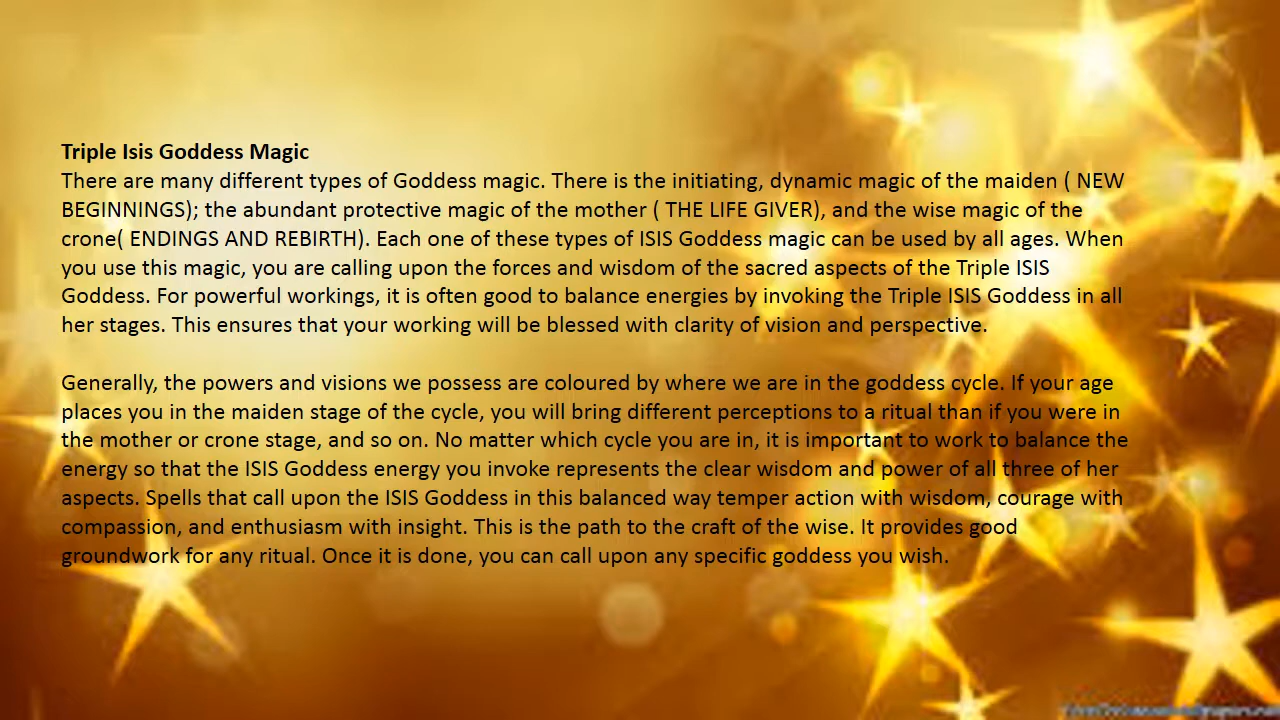 Triple Isis Goddess Magic
There are many different types of Goddess magic. There is the initiating, dynamic magic of the maiden ( NEW
BEGINNINGS); the abundant protective magic of the mother ( THE LIFE GIVER), and the wise magic of the
crone( ENDINGS AND REBIRTH). Each one of these types of ISIS Goddess magic can be used by all ages. When
you use this magic, you are calling upon the forces and wisdom of the sacred aspects of the Triple ISIS
Goddess. For powerful workings, it is often good to balance energies by invoking the Triple ISIS Goddess in all
her stages. This ensures that your working will be blessed with clarity of vision and perspective.
Generally, the powers and visions we possess are coloured by where we are in the goddess cycle. If your age
places you in the maiden stage of the cycle, you will bring different perceptions to a ritual than if you were in
the mother or crone stage, and so on. No matter which cycle you are in, it is important to work to balance the
energy so that the ISIS Goddess energy you invoke represents the clear wisdom and power of all three of her
aspects. Spells that call upon the ISIS Goddess in this balanced way temper action with wisdom, courage with
compassion, and enthusiasm with insight. This is the path to the craft of the wise. It provides good
groundwork for any ritual. Once it is done, you can call upon any specific goddess you wish.